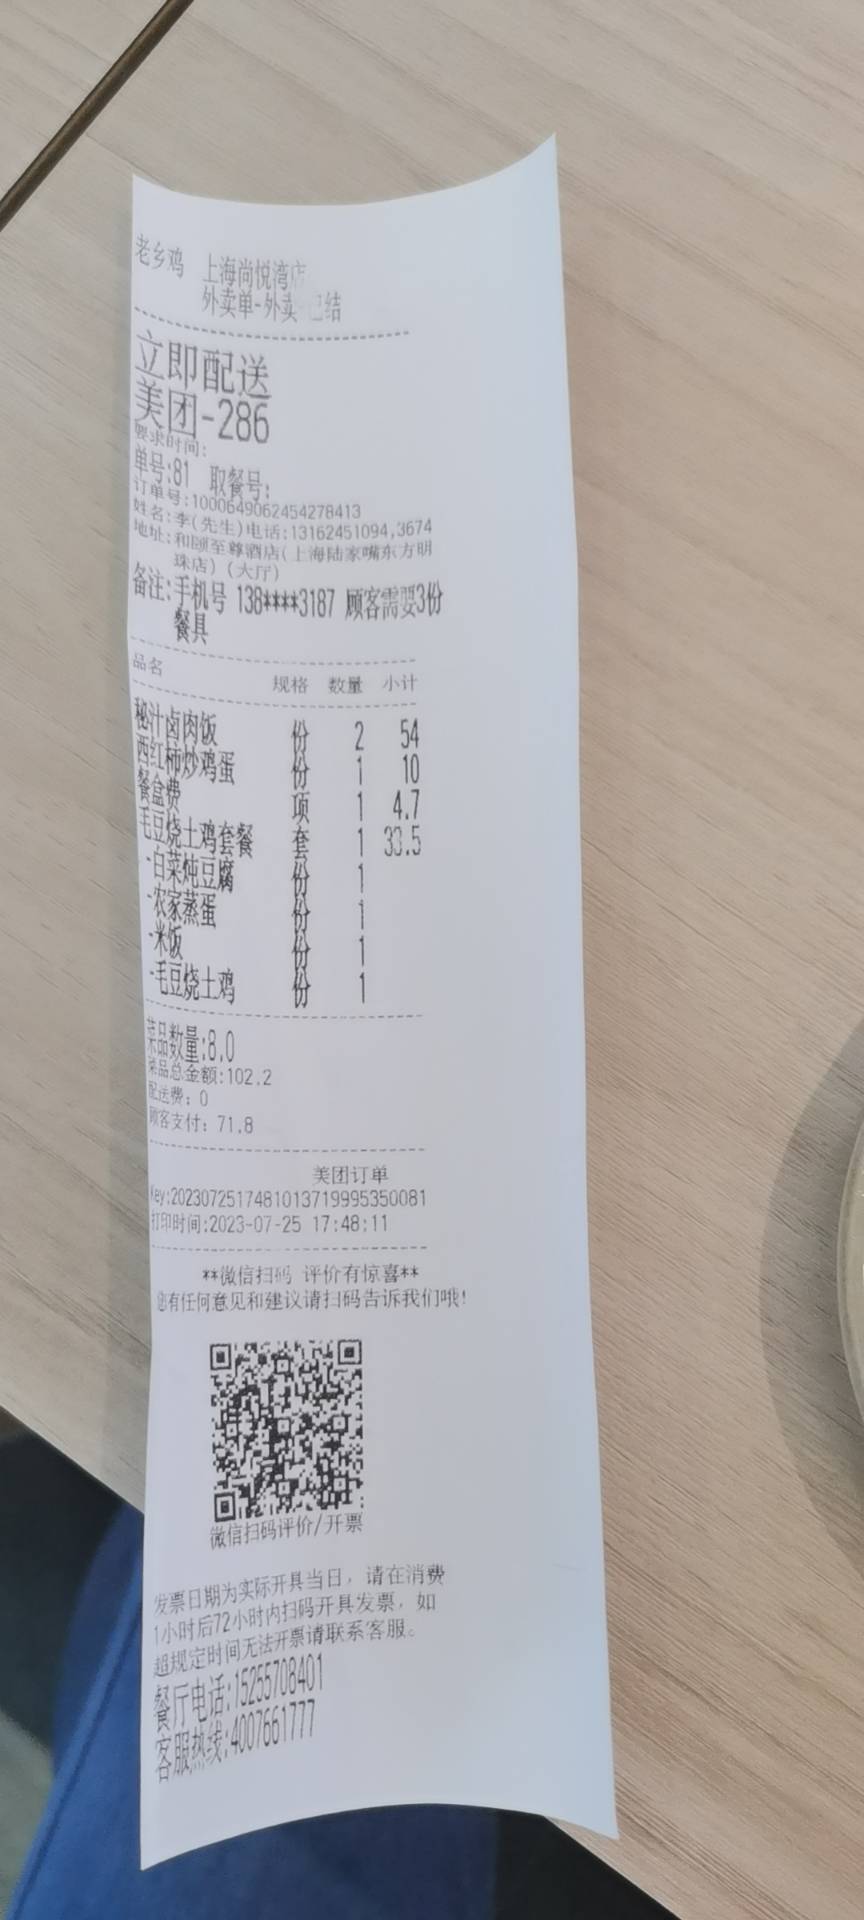 老乡鸡 上海尚悦湾店
外卖单-外卖 已结
立即配送
美团-286
要求时间:
单号:81 取餐号:
订单号:1000649062454278413
姓名:李(先生)电话:13162451094,3674
地址:和颐至尊酒店(上海陆家嘴东方明
珠店) (大厅)
备注:手机号 138****3187 顾客需要3份
餐具
品名 规格 数量 小计
秘汁卤肉饭 份 2 54
西红柿炒鸡蛋 份 1 10
餐盒费 项 1 4.7
毛豆烧土鸡套餐 套 1 33.5
-白菜炖豆腐 份 1
-农家蒸蛋 份 1
-米饭 份 1
-毛豆烧土鸡 份 1
菜品数量:8.0
菜品总金额:102.2
配送费: 0
顾客支付: 71.8
美团订单
Key:20230725174810137199953500​81
打印时间:2023-07-25 17:48:11
**微信扫码 评价有惊喜**
您有任何意见和建议请扫码告诉我们哦!
微信扫码评价/开票
发票日期为实际开具当日，请在消费
1小时后72小时内扫码开具发票，如
超规定时间无法开票请联系客服。
餐厅电话:15255708401
客服热线:4007661777